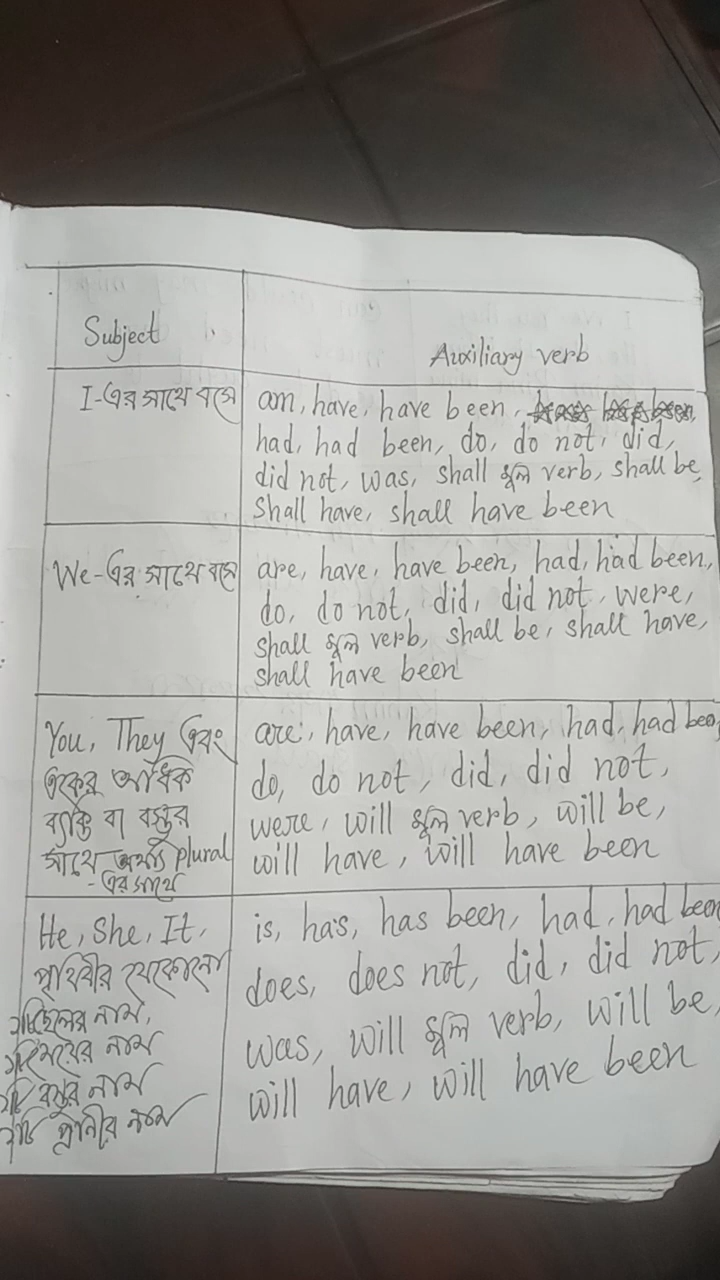 Subject
Auxiliary verb
I-এর সাথে বসে
am, have, have been,
had, had been, do, do not, did,
did not, was, shall মূল verb, shall be,
shall have, shall have been
We-এর সাথে বসে
are, have, have been, had, had been,
do, do not, did, did not, were,
shall মূল verb, shall be, shall have,
shall have been
You, They এবং
একের অধিক
ব্যক্তি বা বস্তুর
সাথে অর্থাৎ plural
-এর সাথে
are, have, have been, had, had been
do, do not, did, did not,
were, will মূল verb, will be,
will have, will have been
He, She, It,
পৃথিবীর যেকোনো
ছেলের নাম,
মেয়ের নাম
বস্তুর নাম
প্রাণীর নাম
is, has, has been, had, had been
does, does not, did, did not,
was, will মূল verb, will be,
will have, will have been